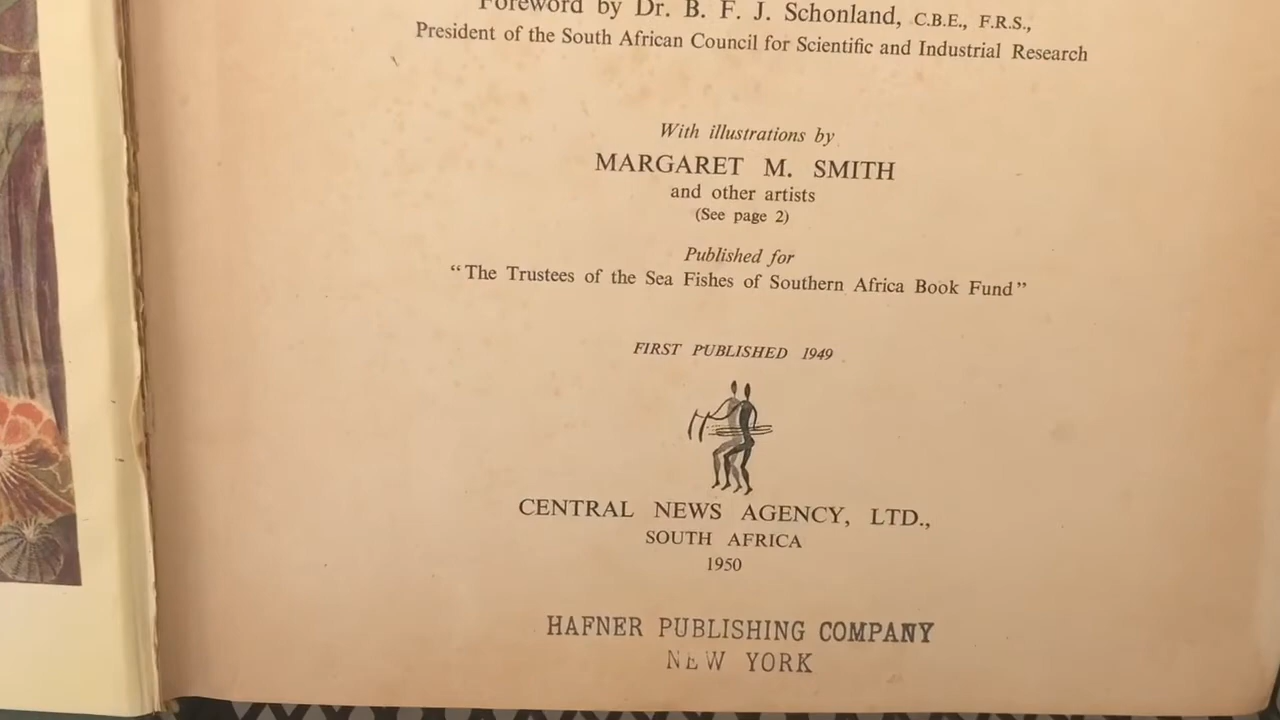 Foreword by Dr. B. F. J. Schonland, C.B.E., F.R.S.,
President of the South African Council for Scientific and Industrial Research
With illustrations by
MARGARET M. SMITH
and other artists
(See page 2)
Published for
“The Trustees of the Sea Fishes of Southern Africa Book Fund”
FIRST PUBLISHED 1949
CENTRAL NEWS AGENCY, LTD.,
SOUTH AFRICA
1950
HAFNER PUBLISHING COMPANY
NEW YORK